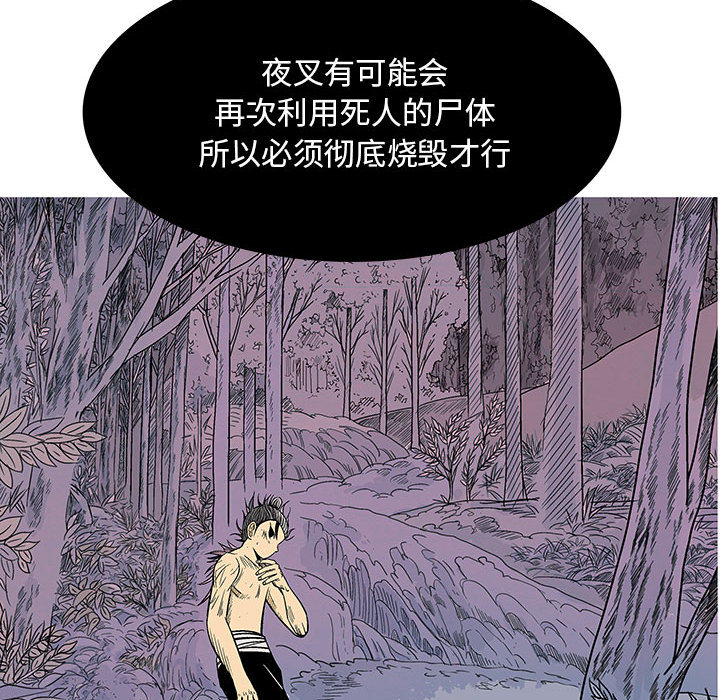 夜叉有可能会
再次利用死人的尸体
所以必须彻底烧毁才行